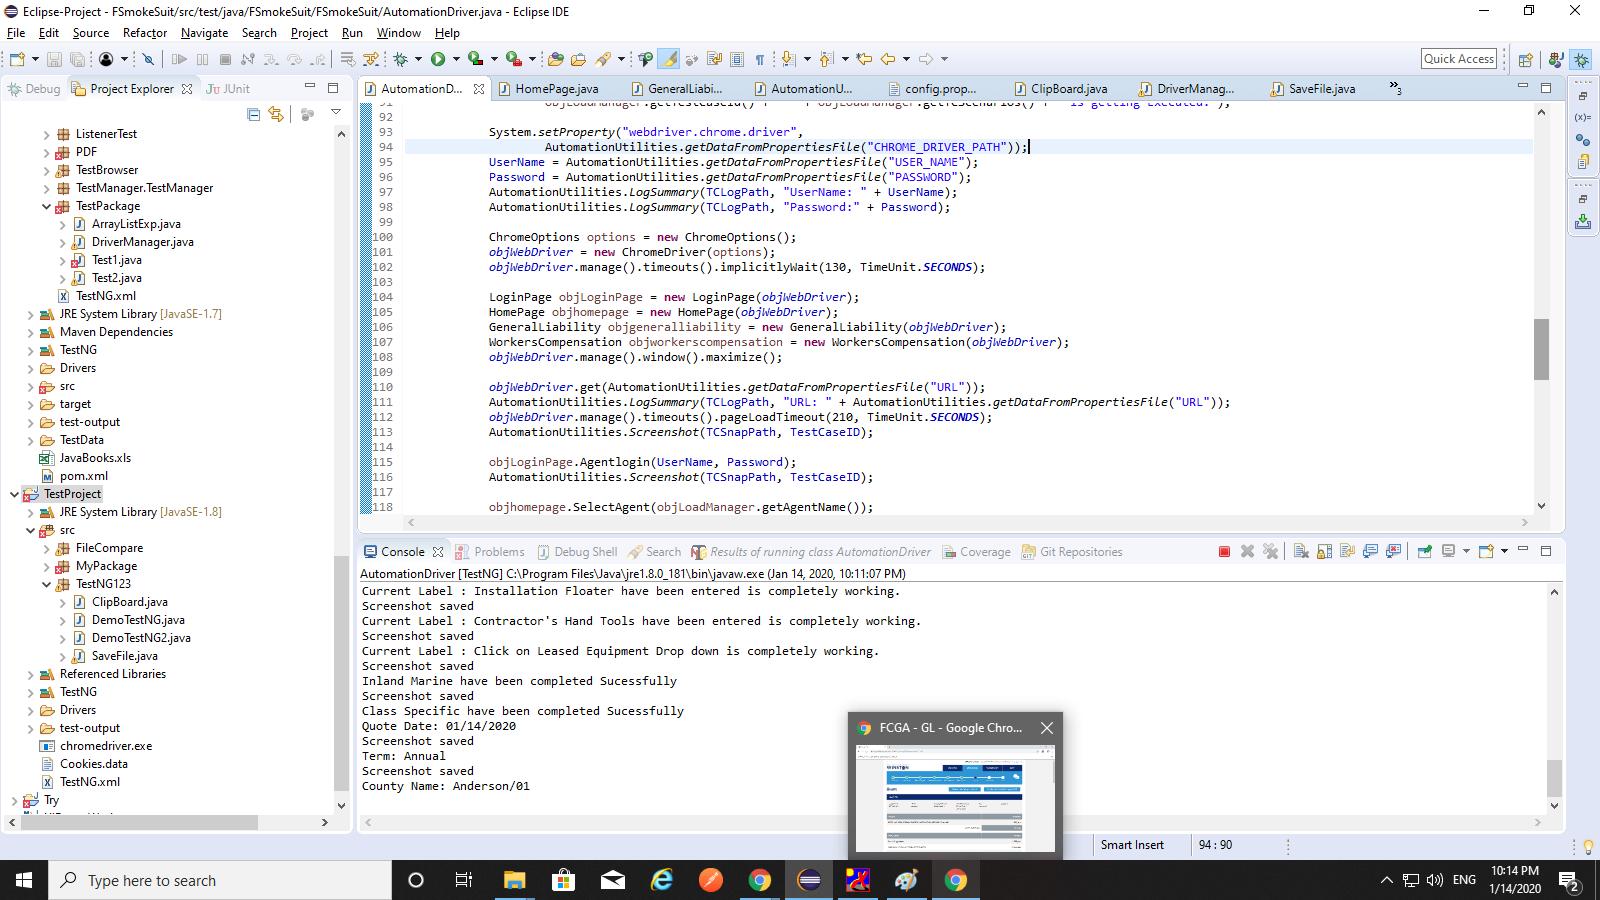 Eclipse-Project - FSmokeSuit/src/test/java/FSmokeSuit/FSmokeSuit/AutomationDriver.java - Eclipse IDE
File Edit Source Refactor Navigate Search Project Run Window Help
Quick Access
Debug Project Explorer JUnit
AutomationD... HomePage.java GeneralLiabi... AutomationU... config.prop... ClipBoard.java DriverManag... SaveFile.java »3
ListenerTest
PDF
TestBrowser
TestManager.TestManager
TestPackage
ArrayListExp.java
DriverManager.java
Test1.java
Test2.java
TestNG.xml
JRE System Library [JavaSE-1.7]
Maven Dependencies
TestNG
Drivers
src
target
test-output
TestData
JavaBooks.xls
pom.xml
TestProject
JRE System Library [JavaSE-1.8]
src
FileCompare
MyPackage
TestNG123
ClipBoard.java
DemoTestNG.java
DemoTestNG2.java
SaveFile.java
Referenced Libraries
TestNG
Drivers
test-output
chromedriver.exe
Cookies.data
TestNG.xml
Try
92
93 System.setProperty("webdriver.chrome.driver",
94 AutomationUtilities.getDataFromPropertiesFile("CHROME_DRIVER_PATH"));
95 UserName = AutomationUtilities.getDataFromPropertiesFile("USER_NAME");
96 Password = AutomationUtilities.getDataFromPropertiesFile("PASSWORD");
97 AutomationUtilities.LogSummary(TCLogPath, "UserName: " + UserName);
98 AutomationUtilities.LogSummary(TCLogPath, "Password:" + Password);
99
100 ChromeOptions options = new ChromeOptions();
101 objWebDriver = new ChromeDriver(options);
102 objWebDriver.manage().timeouts().implicitlyWait(130, TimeUnit.SECONDS);
103
104 LoginPage objLoginPage = new LoginPage(objWebDriver);
105 HomePage objhomepage = new HomePage(objWebDriver);
106 GeneralLiability objgeneralliability = new GeneralLiability(objWebDriver);
107 WorkersCompensation objworkerscompensation = new WorkersCompensation(objWebDriver);
108 objWebDriver.manage().window().maximize();
109
110 objWebDriver.get(AutomationUtilities.getDataFromPropertiesFile("URL"));
111 AutomationUtilities.LogSummary(TCLogPath, "URL: " + AutomationUtilities.getDataFromPropertiesFile("URL"));
112 objWebDriver.manage().timeouts().pageLoadTimeout(210, TimeUnit.SECONDS);
113 AutomationUtilities.Screenshot(TCSnapPath, TestCaseID);
114
115 objLoginPage.Agentlogin(UserName, Password);
116 AutomationUtilities.Screenshot(TCSnapPath, TestCaseID);
117
118 objhomepage.SelectAgent(objLoadManager.getAgentName());
Console Problems Debug Shell Search Results of running class AutomationDriver Coverage Git Repositories
AutomationDriver [TestNG] C:\Program Files\Java\jre1.8.0_181\bin\javaw.exe (Jan 14, 2020, 10:11:07 PM)
Current Label : Installation Floater have been entered is completely working.
Screenshot saved
Current Label : Contractor's Hand Tools have been entered is completely working.
Screenshot saved
Current Label : Click on Leased Equipment Drop down is completely working.
Screenshot saved
Inland Marine have been completed Sucessfully
Screenshot saved
Class Specific have been completed Sucessfully
Quote Date: 01/14/2020
Screenshot saved
Term: Annual
Screenshot saved
County Name: Anderson/01
FCGA - GL - Google Chro...
Smart Insert 94 : 90
Type here to search
ENG
10:14 PM
1/14/2020
2